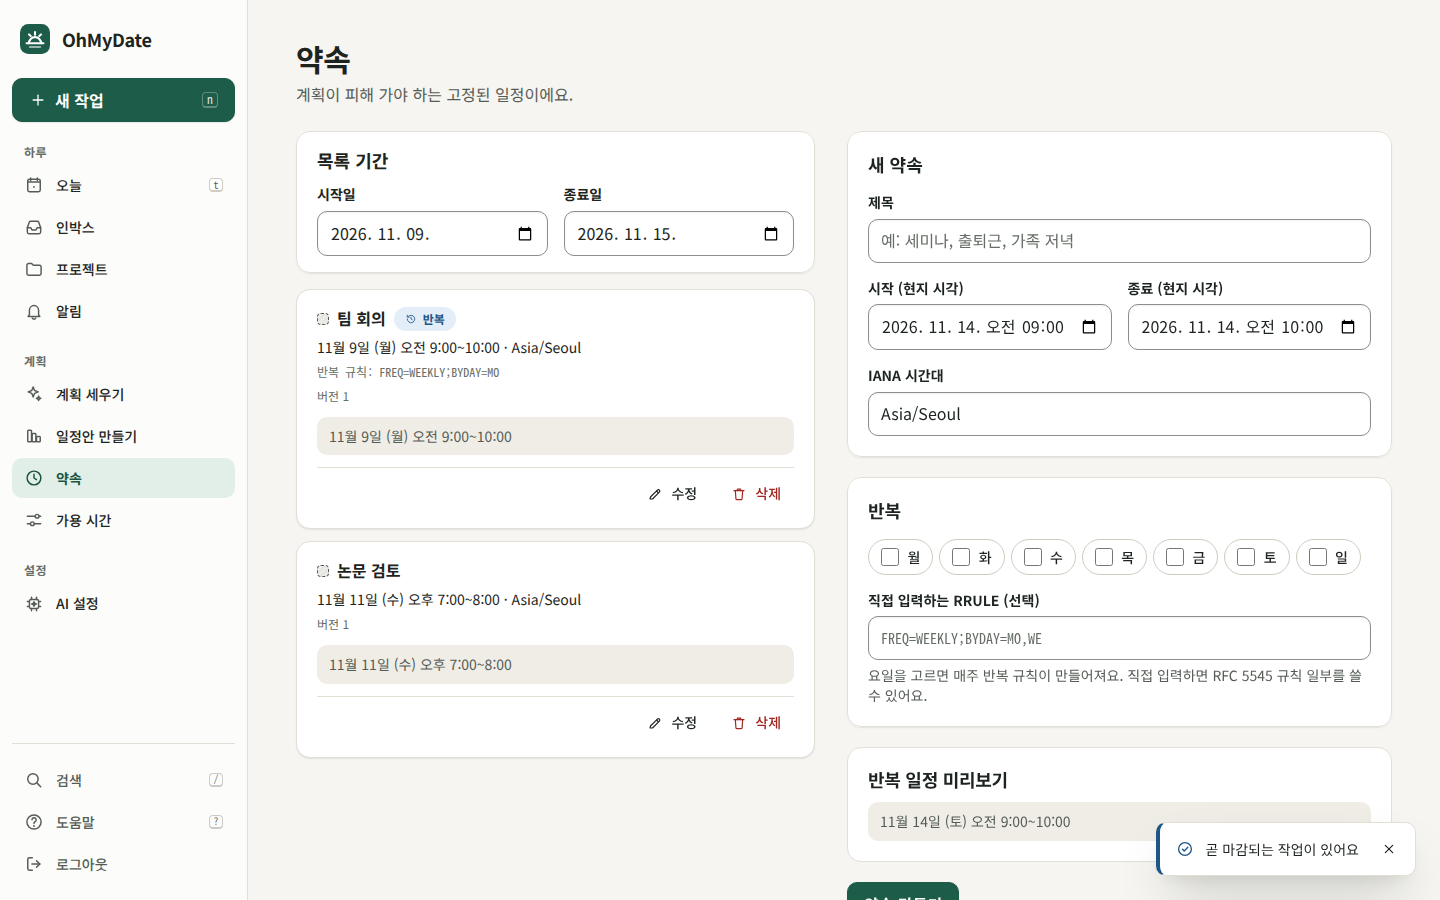 OhMyDate
새 작업 n
하루
오늘 t
인박스
프로젝트
알림
계획
계획 세우기
일정안 만들기
약속
가용 시간
설정
AI 설정
검색 /
도움말 ?
로그아웃
약속
계획이 피해 가야 하는 고정된 일정이에요.
목록 기간
시작일 종료일
2026. 11. 09. 2026. 11. 15.
팀 회의 반복
11월 9일 (월) 오전 9:00~10:00 · Asia/Seoul
반복 규칙: FREQ=WEEKLY;BYDAY=MO
버전 1
11월 9일 (월) 오전 9:00~10:00
수정 삭제
논문 검토
11월 11일 (수) 오후 7:00~8:00 · Asia/Seoul
버전 1
11월 11일 (수) 오후 7:00~8:00
수정 삭제
새 약속
제목
예: 세미나, 출퇴근, 가족 저녁
시작 (현지 시각) 종료 (현지 시각)
2026. 11. 14. 오전 09:00 2026. 11. 14. 오전 10:00
IANA 시간대
Asia/Seoul
반복
월 화 수 목 금 토 일
직접 입력하는 RRULE (선택)
FREQ=WEEKLY;BYDAY=MO,WE
요일을 고르면 매주 반복 규칙이 만들어져요. 직접 입력하면 RFC 5545 규칙 일부를 쓸
수 있어요.
반복 일정 미리보기
11월 14일 (토) 오전 9:00~10:00
곧 마감되는 작업이 있어요